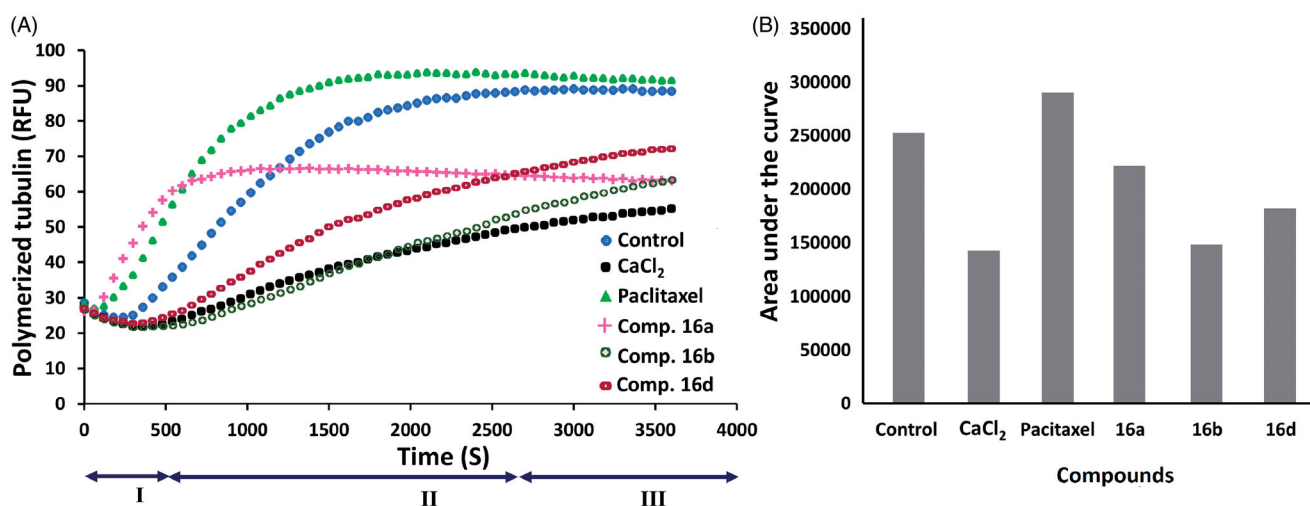 (A)
Polymerized tubulin (RFU)
100
90
80
70
60
50
40
30
20
10
0
Control
CaCl₂
Paclitaxel
Comp. 16a
Comp. 16b
Comp. 16d
0 500 1000 1500 2000 2500 3000 3500 4000
Time (S)
I II III
(B)
Area under the curve
350000
300000
250000
200000
150000
100000
50000
0
Control CaCl₂ Pacitaxel 16a 16b 16d
Compounds